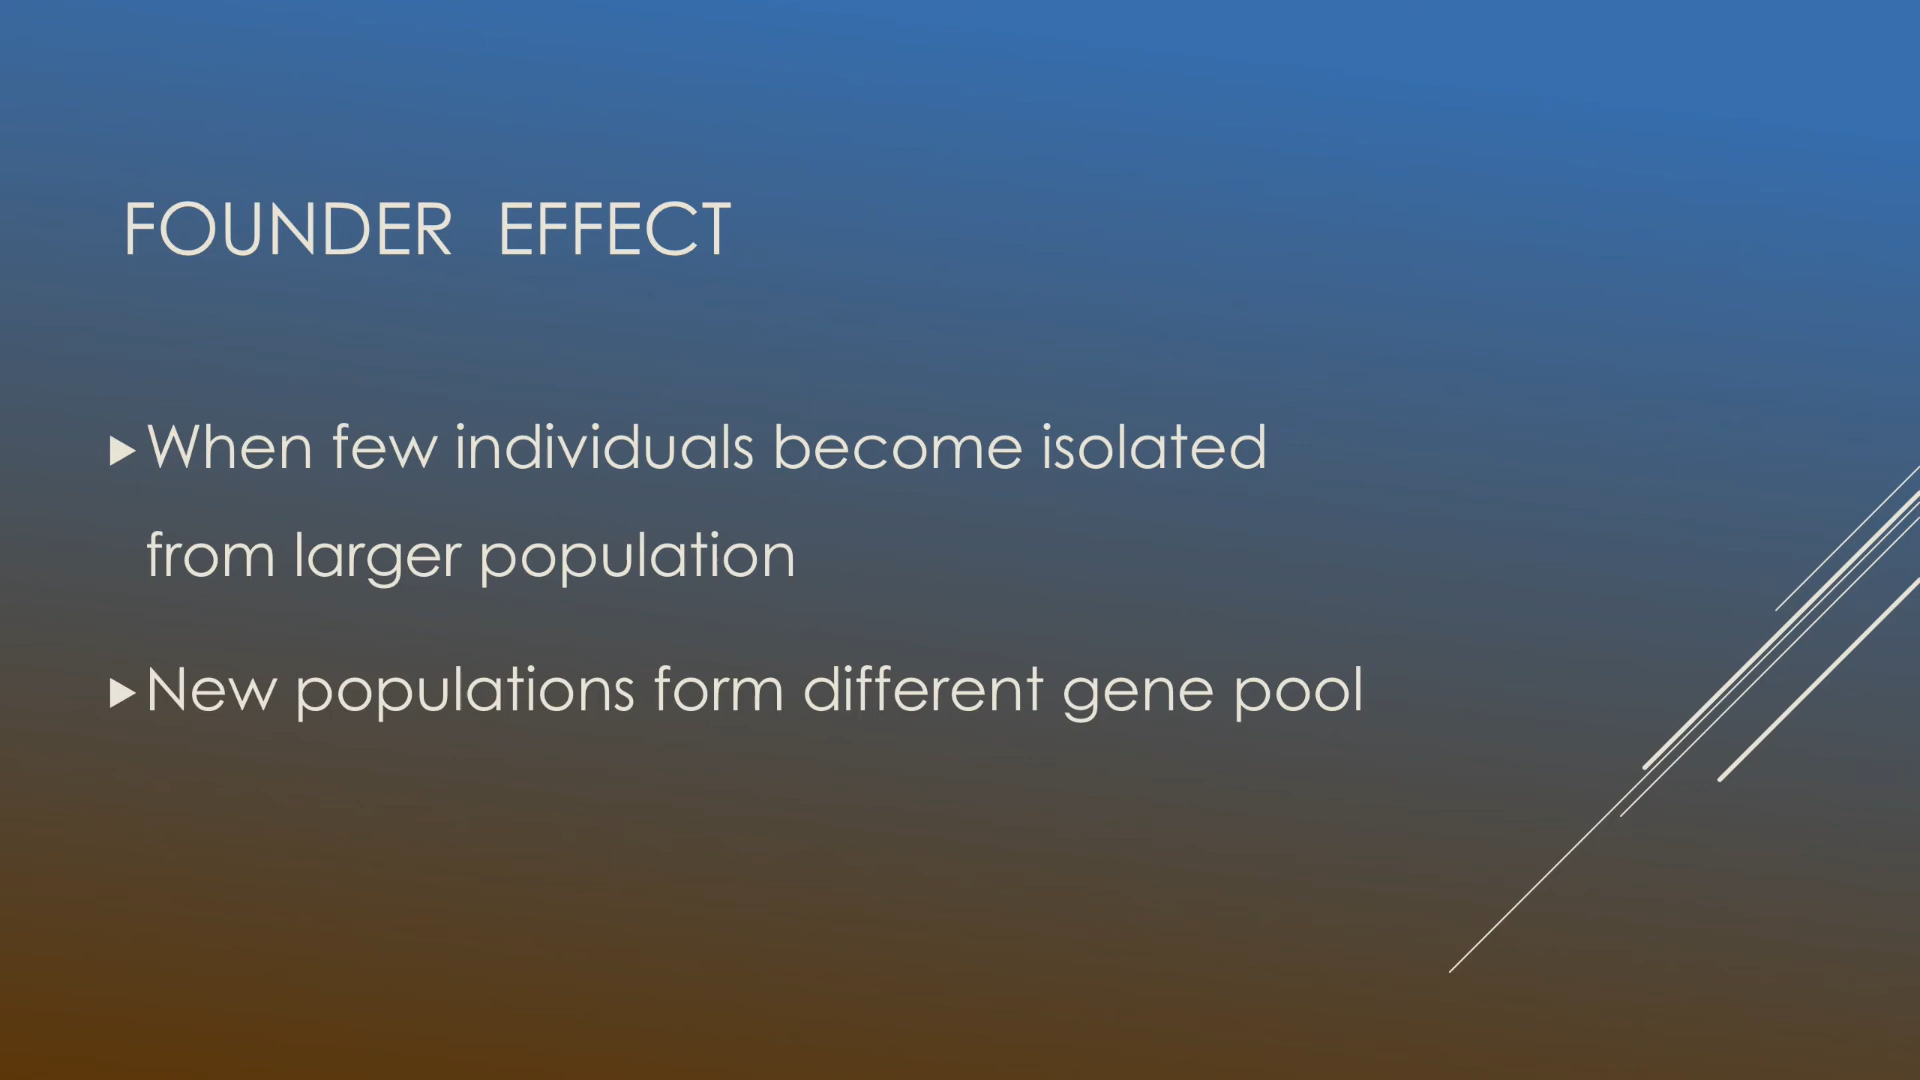 FOUNDER EFFECT
When few individuals become isolated
from larger population
New populations form different gene pool